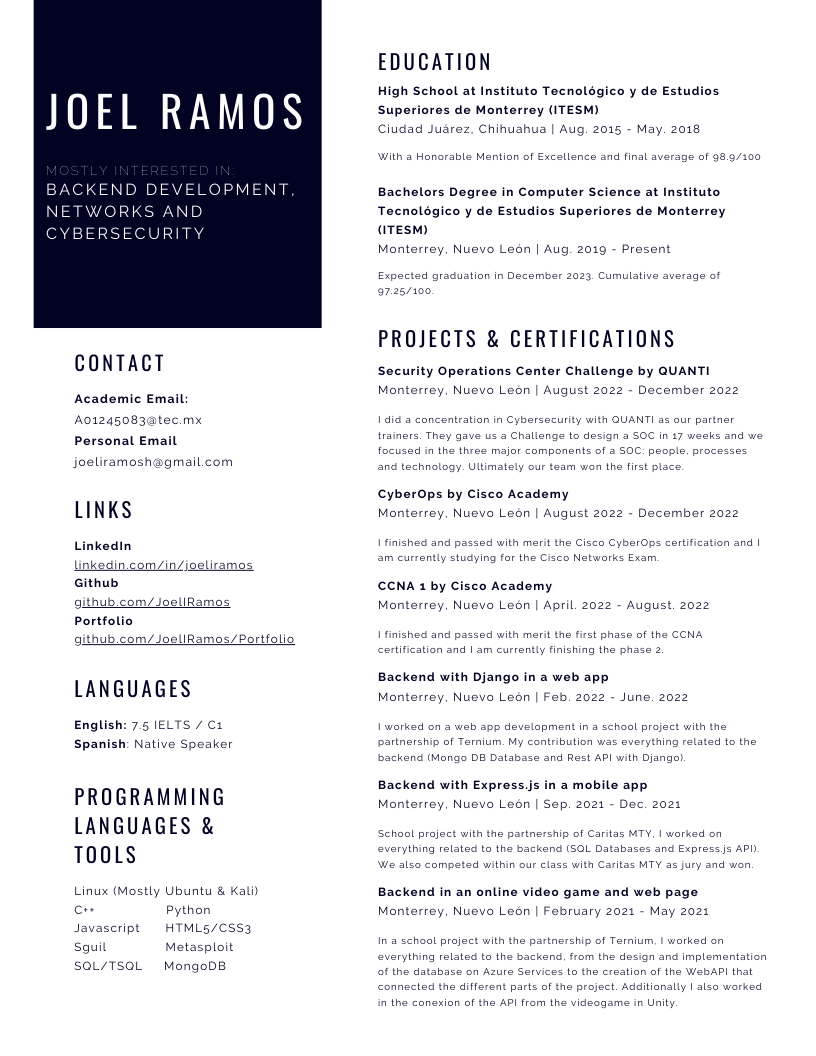 JOEL RAMOS
MOSTLY INTERESTED IN:
BACKEND DEVELOPMENT,
NETWORKS AND
CYBERSECURITY
CONTACT
Academic Email:
A01245083@tec.mx
Personal Email
joeliramosh@gmail.com
LINKS
LinkedIn
linkedin.com/in/joeliramos
Github
github.com/JoelIRamos
Portfolio
github.com/JoelIRamos/Portfolio
LANGUAGES
English: 7.5 IELTS / C1
Spanish: Native Speaker
PROGRAMMING
LANGUAGES &
TOOLS
Linux (Mostly Ubuntu & Kali)
C++ Python
Javascript HTML5/CSS3
Sguil Metasploit
SQL/TSQL MongoDB
EDUCATION
High School at Instituto Tecnológico y de Estudios
Superiores de Monterrey (ITESM)
Ciudad Juárez, Chihuahua | Aug. 2015 - May. 2018
With a Honorable Mention of Excellence and final average of 98.9/100
Bachelors Degree in Computer Science at Instituto
Tecnológico y de Estudios Superiores de Monterrey
(ITESM)
Monterrey, Nuevo León | Aug. 2019 - Present
Expected graduation in December 2023. Cumulative average of
97.25/100.
PROJECTS & CERTIFICATIONS
Security Operations Center Challenge by QUANTI
Monterrey, Nuevo León | August 2022 - December 2022
I did a concentration in Cybersecurity with QUANTI as our partner
trainers. They gave us a Challenge to design a SOC in 17 weeks and we
focused in the three major components of a SOC: people, processes
and technology. Ultimately our team won the first place.
CyberOps by Cisco Academy
Monterrey, Nuevo León | August 2022 - December 2022
I finished and passed with merit the Cisco CyberOps certification and I
am currently studying for the Cisco Networks Exam.
CCNA 1 by Cisco Academy
Monterrey, Nuevo León | April. 2022 - August. 2022
I finished and passed with merit the first phase of the CCNA
certification and I am currently finishing the phase 2.
Backend with Django in a web app
Monterrey, Nuevo León | Feb. 2022 - June. 2022
I worked on a web app development in a school project with the
partnership of Ternium. My contribution was everything related to the
backend (Mongo DB Database and Rest API with Django).
Backend with Express.js in a mobile app
Monterrey, Nuevo León | Sep. 2021 - Dec. 2021
School project with the partnership of Caritas MTY, I worked on
everything related to the backend (SQL Databases and Express.js API).
We also competed within our class with Caritas MTY as jury and won.
Backend in an online video game and web page
Monterrey, Nuevo León | February 2021 - May 2021
In a school project with the partnership of Ternium, I worked on
everything related to the backend, from the design and implementation
of the database on Azure Services to the creation of the WebAPI that
connected the different parts of the project. Additionally I also worked
in the conexion of the API from the videogame in Unity.